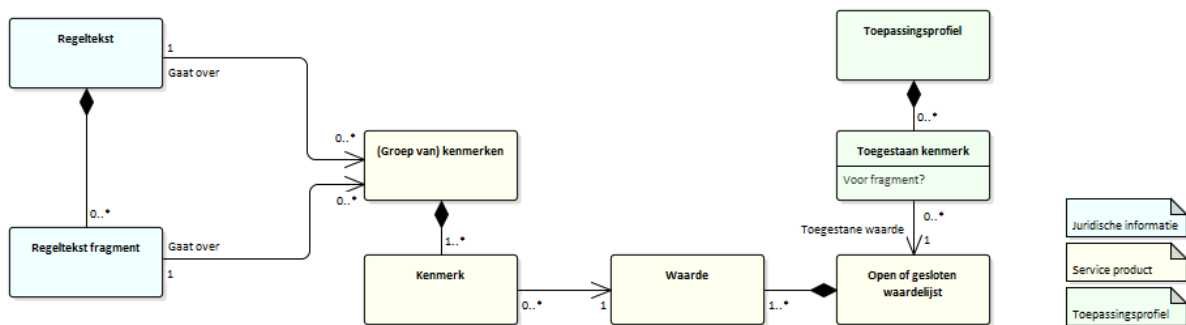 Regeltekst
1
Gaat over
0..*
0..*
Regeltekst fragment
Gaat over
1
0..*
0..*
(Groep van) kenmerken
1..*
Kenmerk
0..*
1
Waarde
1..*
Toepassingsprofiel
0..*
Toegestaan kenmerk
Voor fragment?
0..*
Toegestane waarde
1
Open of gesloten
waardelijst
Juridische informatie
Service product
Toepassingsprofiel